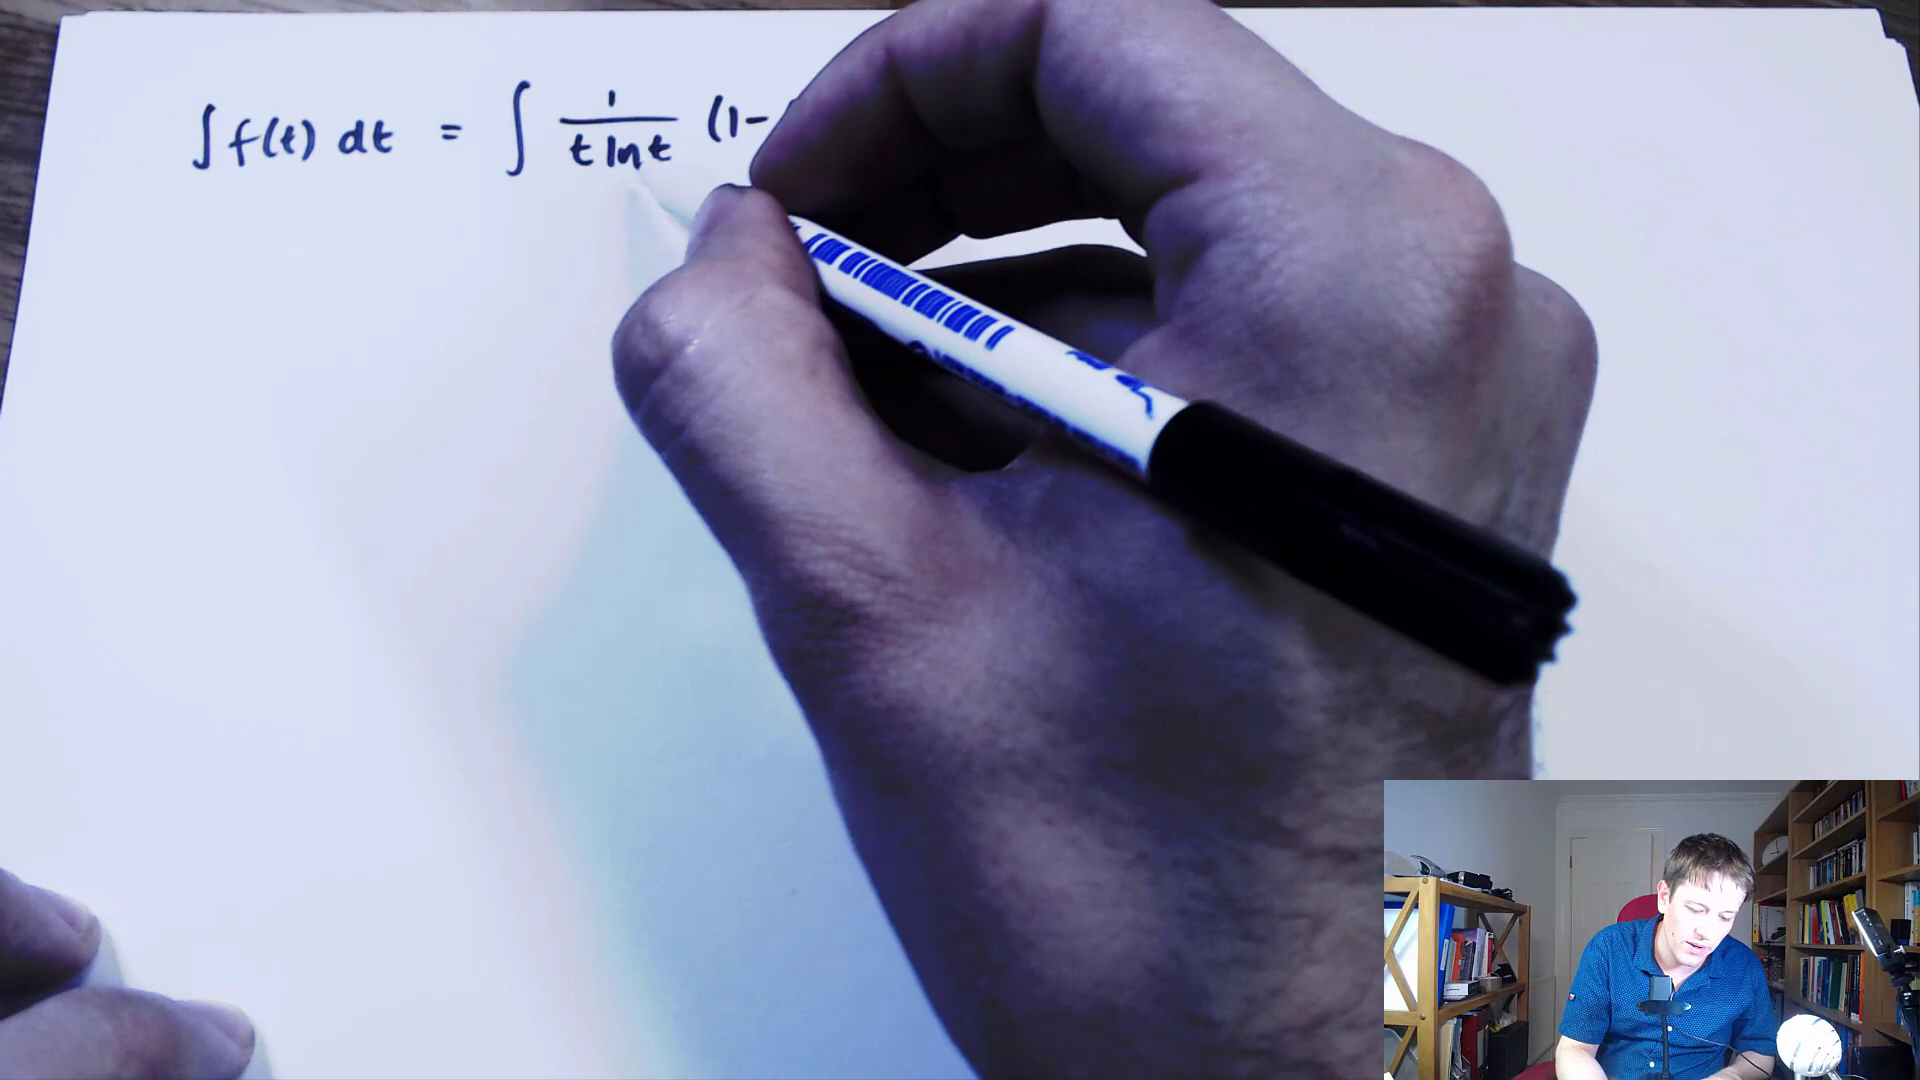 ∫ f(t) dt = ∫ 1/(t ln t) (1-